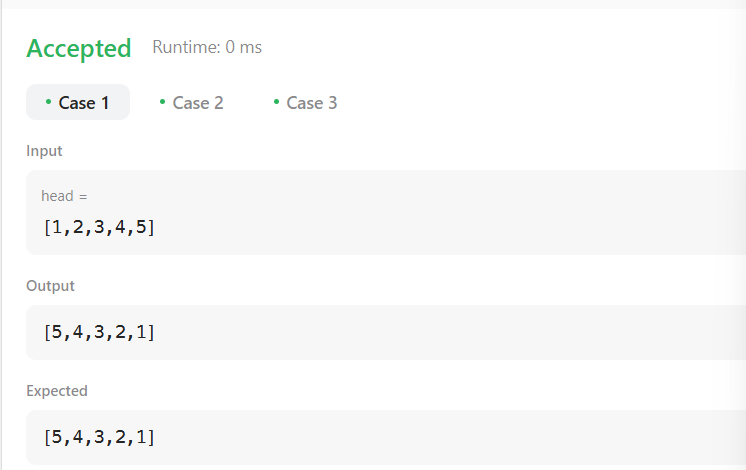 Accepted Runtime: 0 ms
Case 1 Case 2 Case 3
Input
head =
[1,2,3,4,5]
Output
[5,4,3,2,1]
Expected
[5,4,3,2,1]